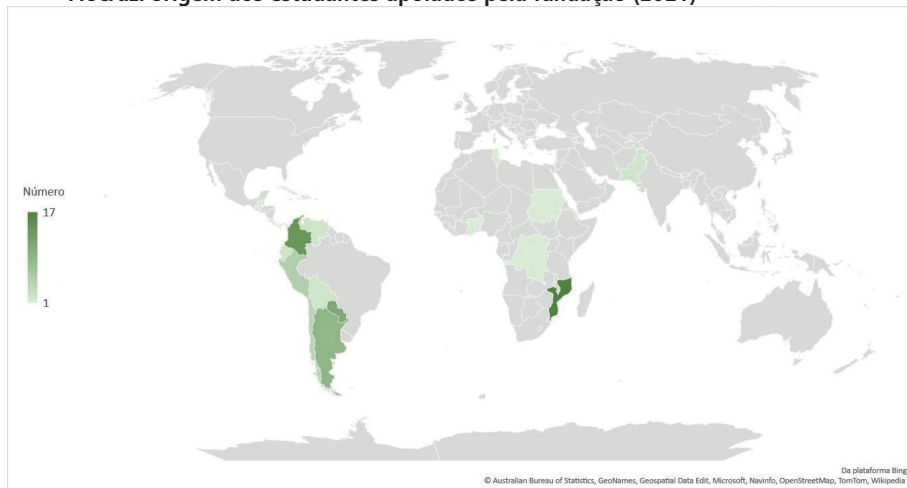 origem dos estudantes apoiados pela fundação (2021)
Número
17
1
Da plataforma Bing
© Australian Bureau of Statistics, GeoNames, Geospatial Data Edit, Microsoft, Navinfo, OpenStreetMap, TomTom, Wikipedia